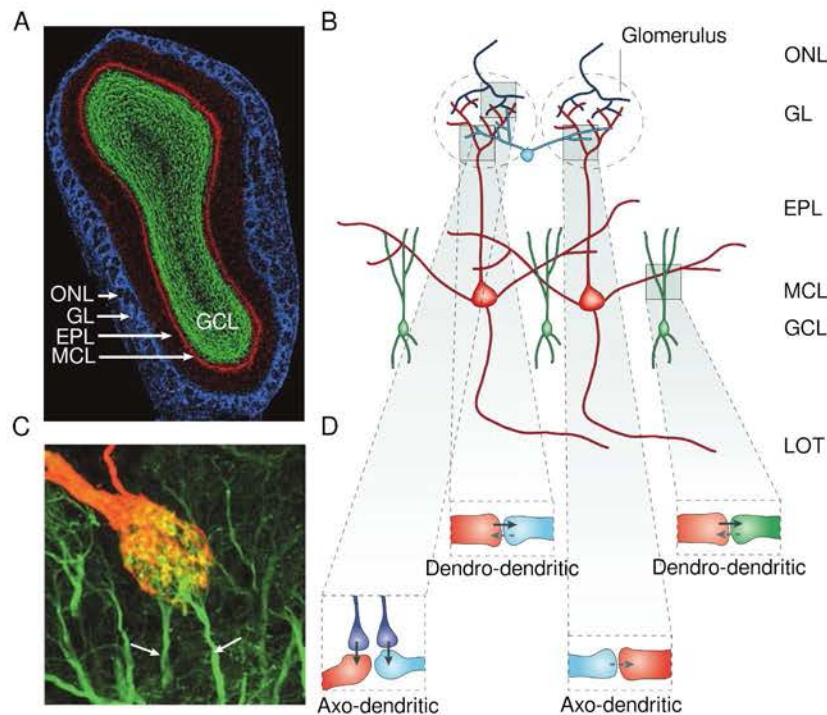 A
ONL
GL
EPL
MCL
GCL
B
Glomerulus
ONL
GL
EPL
MCL
GCL
LOT
C
D
Dendro-dendritic
Dendro-dendritic
Axo-dendritic
Axo-dendritic